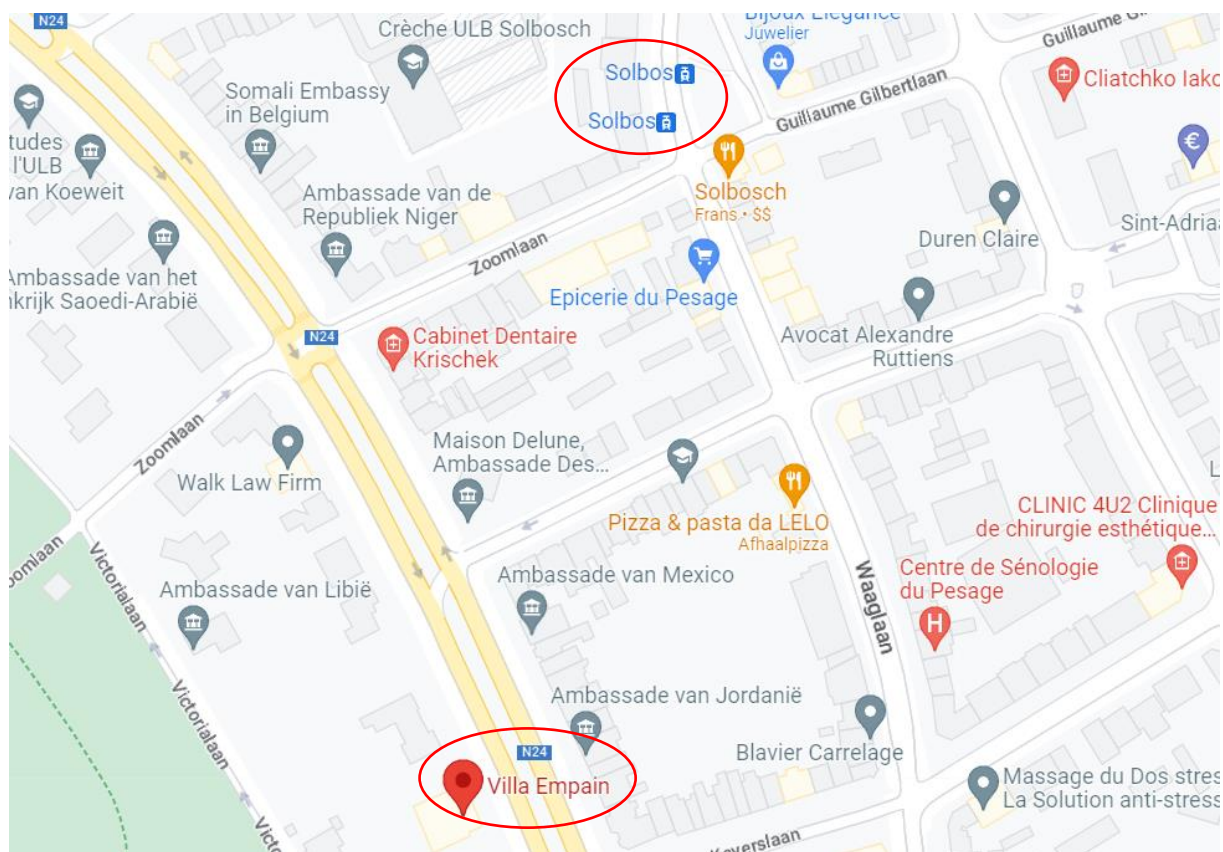 N24
Crèche ULB Solbosch
Bijoux Elegance
Juwelier
Guillaume Gi
Solbos
Solbos
Cliatchko Iako
Somali Embassy
in Belgium
Guillaume Gilbertlaan
tudes
l'ULB
van Koeweit
€
Ambassade van de
Republiek Niger
Solbosch
Frans • $$
Duren Claire
Sint-Adriaa
Zoomlaan
Ambassade van het
nkrijk Saoedi-Arabië
Epicerie du Pesage
N24
Cabinet Dentaire
Krischek
Avocat Alexandre
Ruttiens
Zoomlaan
Walk Law Firm
Maison Delune,
Ambassade Des...
Pizza & pasta da LELO
Afhaalpizza
L
CLINIC 4U2 Clinique
de chirurgie esthétique...
oomlaan
Victorialaan
Ambassade van Libië
Ambassade van Mexico
Waaglaan
Centre de Sénologie
du Pesage
H
Victorialaan
Ambassade van Jordanië
N24
Blavier Carrelage
Villa Empain
Massage du Dos stres
La Solution anti-stress
Victo